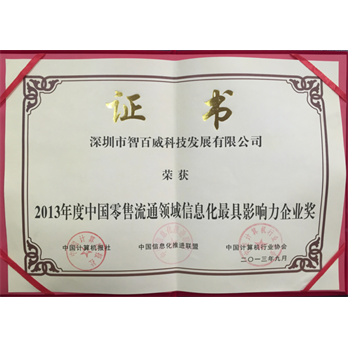 证书
深圳市智百威科技发展有限公司
荣获
2013年度中国零售流通领域信息化最具影响力企业奖
中国计算机报社 中国信息化推进联盟 中国计算机行业协会
二〇一三年九月